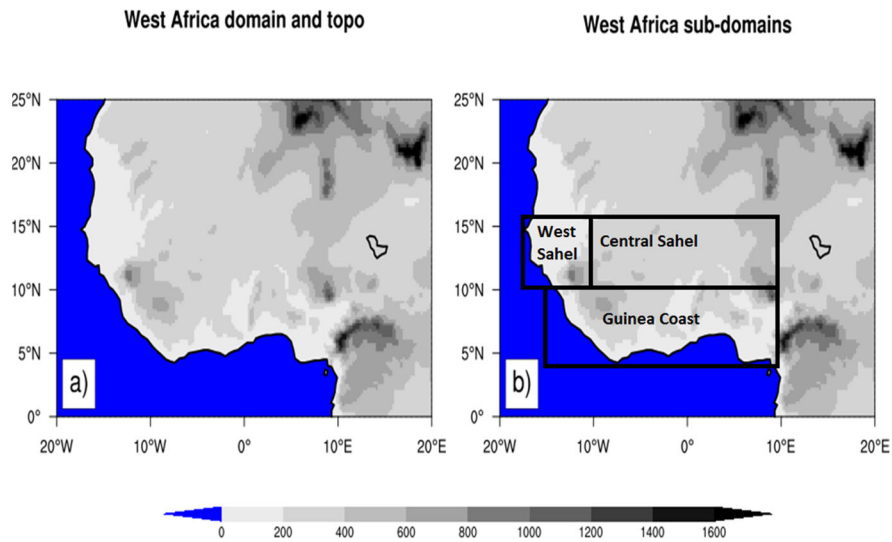 West Africa domain and topo
West Africa sub-domains
25°N
20°N
15°N
10°N
5°N
0°
20°W
10°W
0°
10°E
20°E
a)
25°N
20°N
15°N
10°N
5°N
0°
20°W
10°W
0°
10°E
20°E
West
Sahel
Central Sahel
Guinea Coast
b)
0 200 400 600 800 1000 1200 1400 1600